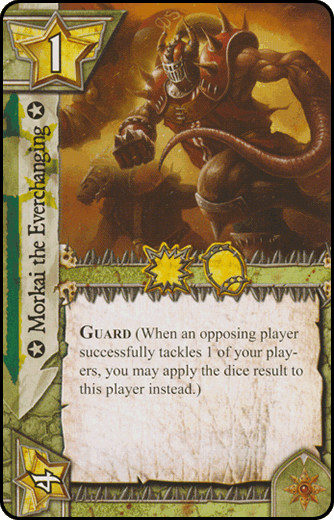 1
✪ Morkai the Everchanging ✪
GUARD (When an opposing player
successfully tackles 1 of your play-
ers, you may apply the dice result to
this player instead.)
4